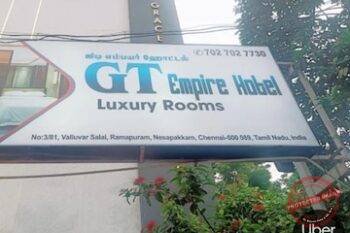 GRACE
ஜிடி எம்பயர் ஹோட்டல்
702 702 7730
GT Empire Hotel
Luxury Rooms
No:3/81, Valluvar Salai, Ramapuram, Nesapakkam, Chennai-600 089, Tamil Nadu, India
Uber